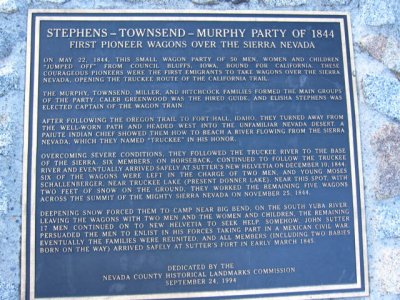 STEPHENS – TOWNSEND – MURPHY PARTY OF 1844
FIRST PIONEER WAGONS OVER THE SIERRA NEVADA
ON MAY 22, 1844, THIS SMALL WAGON PARTY OF 50 MEN, WOMEN AND CHILDREN
"JUMPED OFF" FROM COUNCIL BLUFFS, IOWA, BOUND FOR CALIFORNIA. THESE
COURAGEOUS PIONEERS WERE THE FIRST EMIGRANTS TO TAKE WAGONS OVER THE SIERRA
NEVADA, OPENING THE TRUCKEE ROUTE OF THE CALIFORNIA TRAIL.
THE MURPHY, TOWNSEND, MILLER, AND HITCHCOCK FAMILIES FORMED THE MAIN GROUPS
OF THE PARTY. CALEB GREENWOOD WAS THE HIRED GUIDE, AND ELISHA STEPHENS WAS
ELECTED CAPTAIN OF THE WAGON TRAIN
AFTER FOLLOWING THE OREGON TRAIL TO FORT HALL, IDAHO, THEY TURNED AWAY FROM
THE WELL-WORN PATH AND HEADED WEST INTO THE UNFAMILIAR NEVADA DESERT. A
PAIUTE INDIAN CHIEF SHOWED THEM HOW TO REACH A RIVER FLOWING FROM THE SIERRA
NEVADA, WHICH THEY NAMED "TRUCKEE" IN HIS HONOR.
OVERCOMING SEVERE CONDITIONS, THEY FOLLOWED THE TRUCKEE RIVER TO THE BASE
OF THE SIERRA. SIX MEMBERS, ON HORSEBACK, CONTINUED TO FOLLOW THE TRUCKEE
RIVER AND EVENTUALLY ARRIVED SAFELY AT SUTTER'S NEW HELVETIA ON DECEMBER 10, 1844.
SIX OF THE WAGONS WERE LEFT IN THE CHARGE OF TWO MEN, AND YOUNG MOSES
SCHALLENBERGER, NEAR TRUCKEE LAKE (PRESENT DONNER LAKE). NEAR THIS SPOT, WITH
TWO FEET OF SNOW ON THE GROUND, THEY WORKED THE REMAINING FIVE WAGONS
ACROSS THE SUMMIT OF THE MIGHTY SIERRA NEVADA ON NOVEMBER 25, 1844.
DEEPENING SNOW FORCED THEM TO CAMP NEAR BIG BEND, ON THE SOUTH YUBA RIVER
LEAVING THE WAGONS WITH TWO MEN AND THE WOMEN AND CHILDREN, THE REMAINING
17 MEN CONTINUED ON TO NEW HELVETIA TO SEEK HELP. SOMEHOW, JOHN SUTTER
PERSUADED THE MEN TO ENLIST IN HIS FORCES TAKING PART IN A MEXICAN CIVIL WAR.
EVENTUALLY THE FAMILIES WERE REUNITED, AND ALL MEMBERS (INCLUDING TWO BABIES
BORN ON THE WAY) ARRIVED SAFELY AT SUTTER'S FORT IN EARLY MARCH 1845.
DEDICATED BY THE
NEVADA COUNTY HISTORICAL LANDMARKS COMMISSION
SEPTEMBER 24, 1994